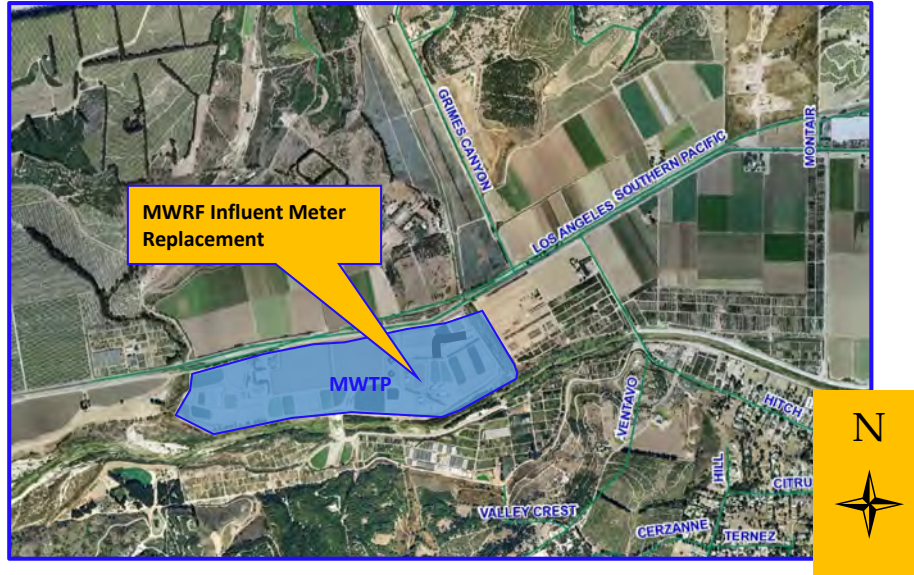 GRIMES CANYON
MONTAIR
LOS ANGELES SOUTHERN PACIFIC
MWRF Influent Meter
Replacement
MWTP
VENTAVO
HITCH
HILL
CITRU
VALLEY CREST
CERZANNE
TERNEZ
N